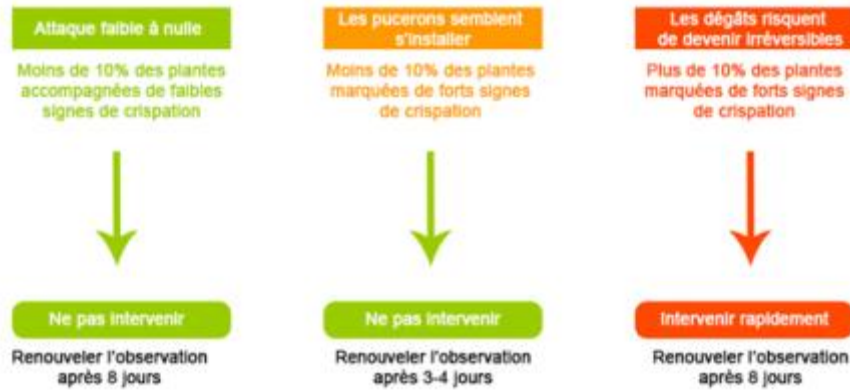 Attaque faible à nulle
Moins de 10% des plantes
accompagnées de faibles
signes de crispation
Ne pas intervenir
Renouveler l'observation
après 8 jours
Les pucerons semblent
s'installer
Moins de 10% des plantes
marquées de forts signes
de crispation
Ne pas intervenir
Renouveler l'observation
après 3-4 jours
Les dégâts risquent
de devenir irréversibles
Plus de 10% des plantes
marquées de forts signes
de crispation
Intervenir rapidement
Renouveler l'observation
après 8 jours